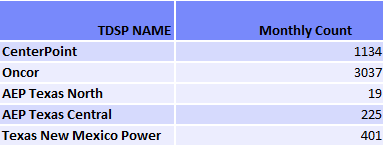 TDSP NAME Monthly Count
CenterPoint 1134
Oncor 3037
AEP Texas North 19
AEP Texas Central 225
Texas New Mexico Power 401